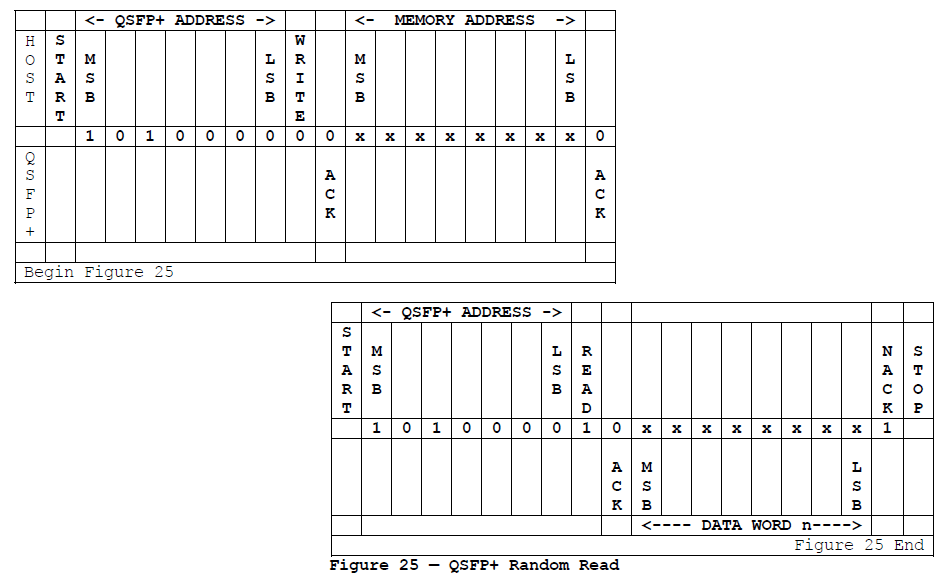 <- QSFP+ ADDRESS -> <- MEMORY ADDRESS ->
HOST START MSB LSB WRITE MSB LSB
1 0 1 0 0 0 0 0 0 x x x x x x x x 0
QSFP+ ACK ACK
Begin Figure 25
<- QSFP+ ADDRESS ->
START MSB LSB READ NACK STOP
1 0 1 0 0 0 0 1 0 x x x x x x x x 1
ACK MSB LSB
<---- DATA WORD n---->
Figure 25 End
Figure 25 — QSFP+ Random Read